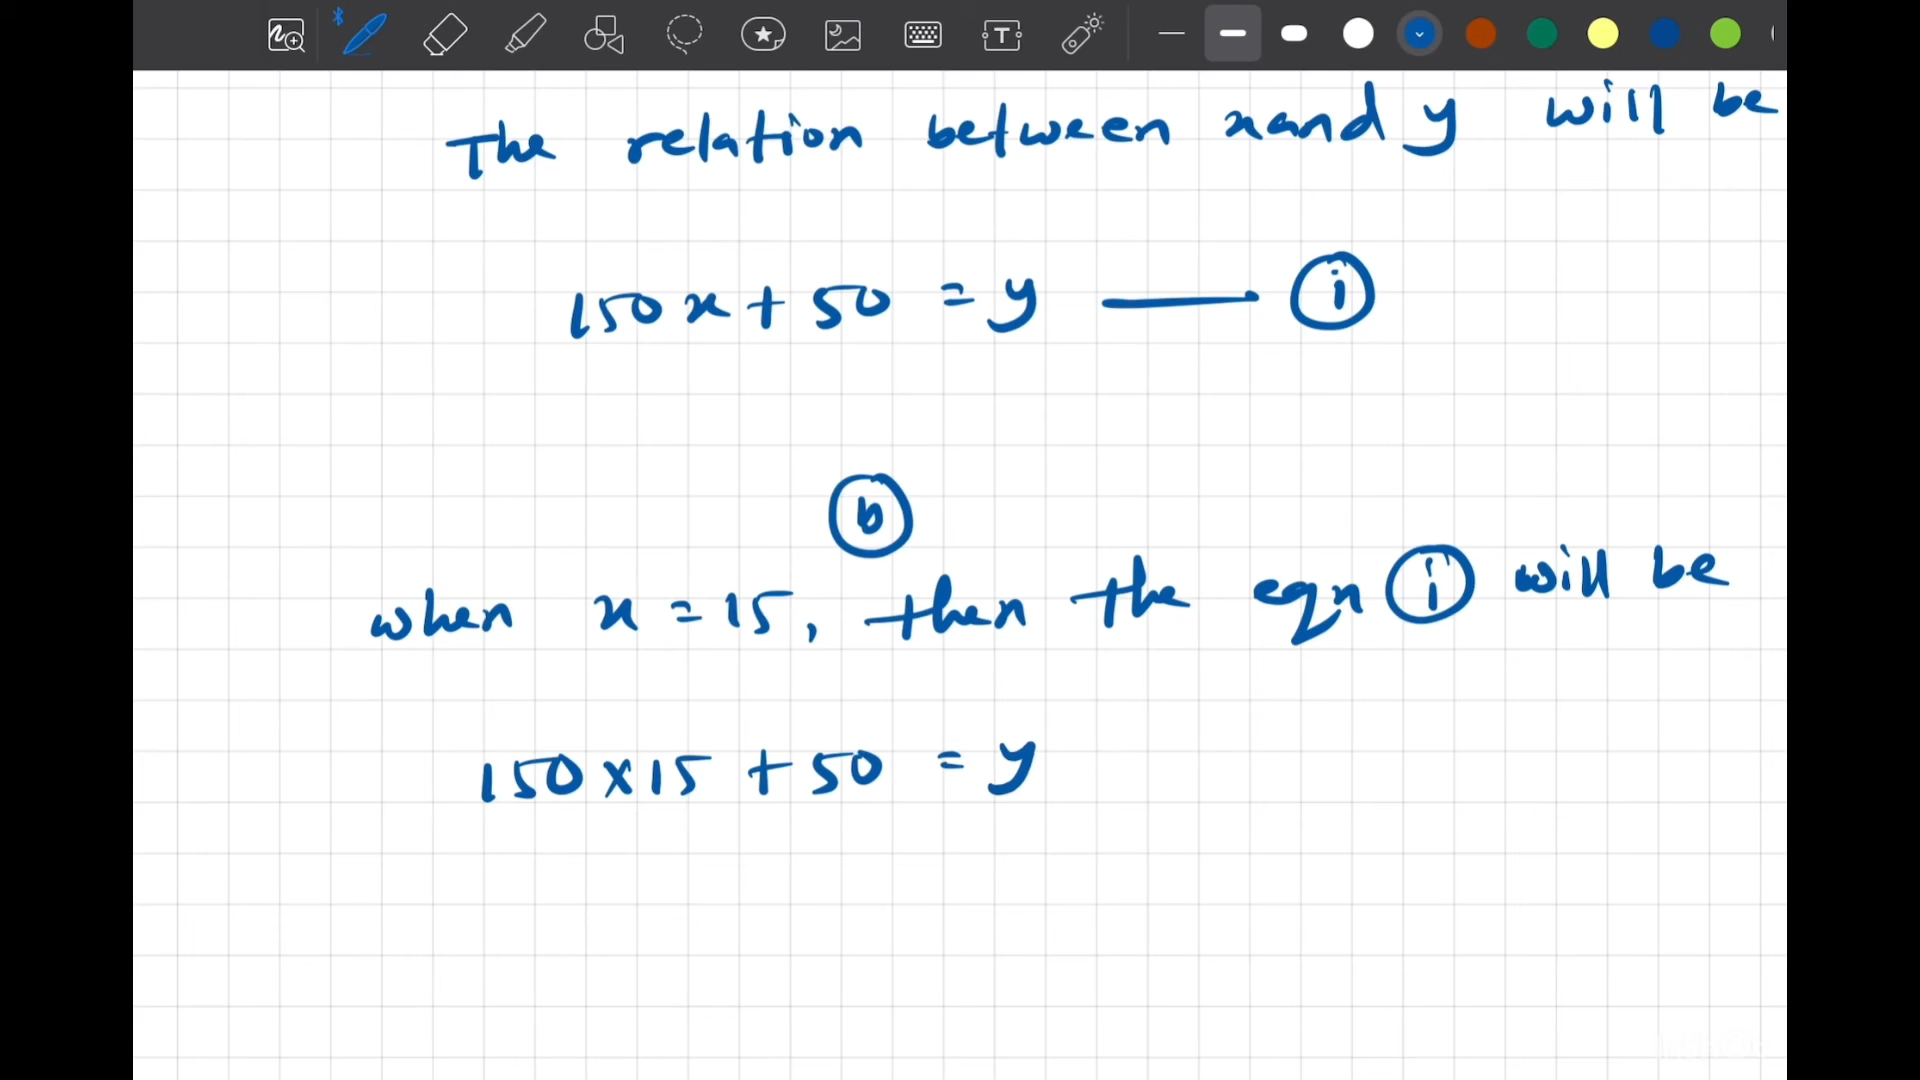 The relation between x and y will be
150x + 50 = y — i
b
when x = 15, then the eqn i will be
150 × 15 + 50 = y